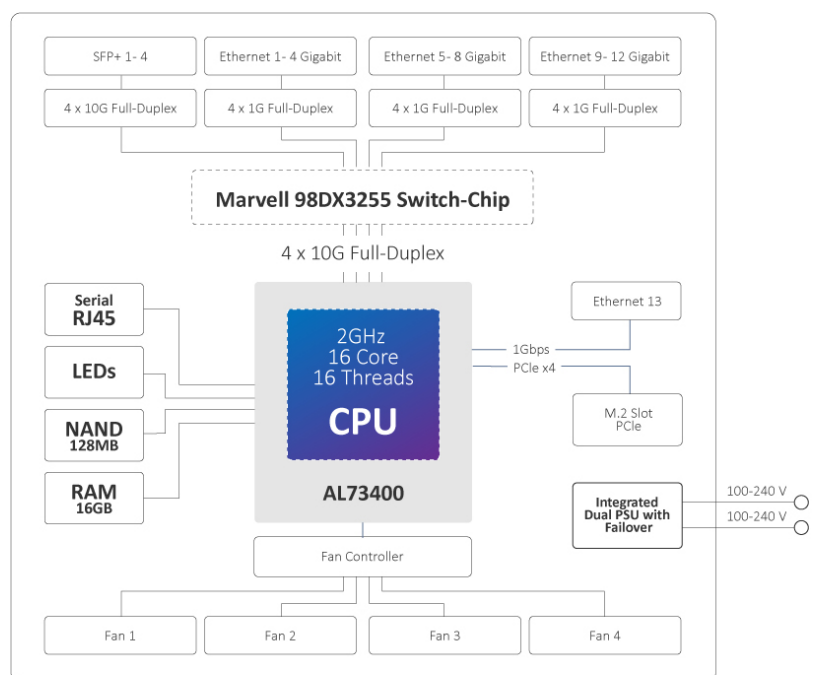 SFP+ 1- 4
Ethernet 1- 4 Gigabit
Ethernet 5- 8 Gigabit
Ethernet 9- 12 Gigabit
4 x 10G Full-Duplex
4 x 1G Full-Duplex
4 x 1G Full-Duplex
4 x 1G Full-Duplex
Marvell 98DX3255 Switch-Chip
4 x 10G Full-Duplex
Serial
RJ45
LEDs
NAND
128MB
RAM
16GB
2GHz
16 Core
16 Threads
CPU
AL73400
Ethernet 13
1Gbps
PCIe x4
M.2 Slot
PCIe
Integrated
Dual PSU with
Failover
100-240 V
100-240 V
Fan Controller
Fan 1
Fan 2
Fan 3
Fan 4